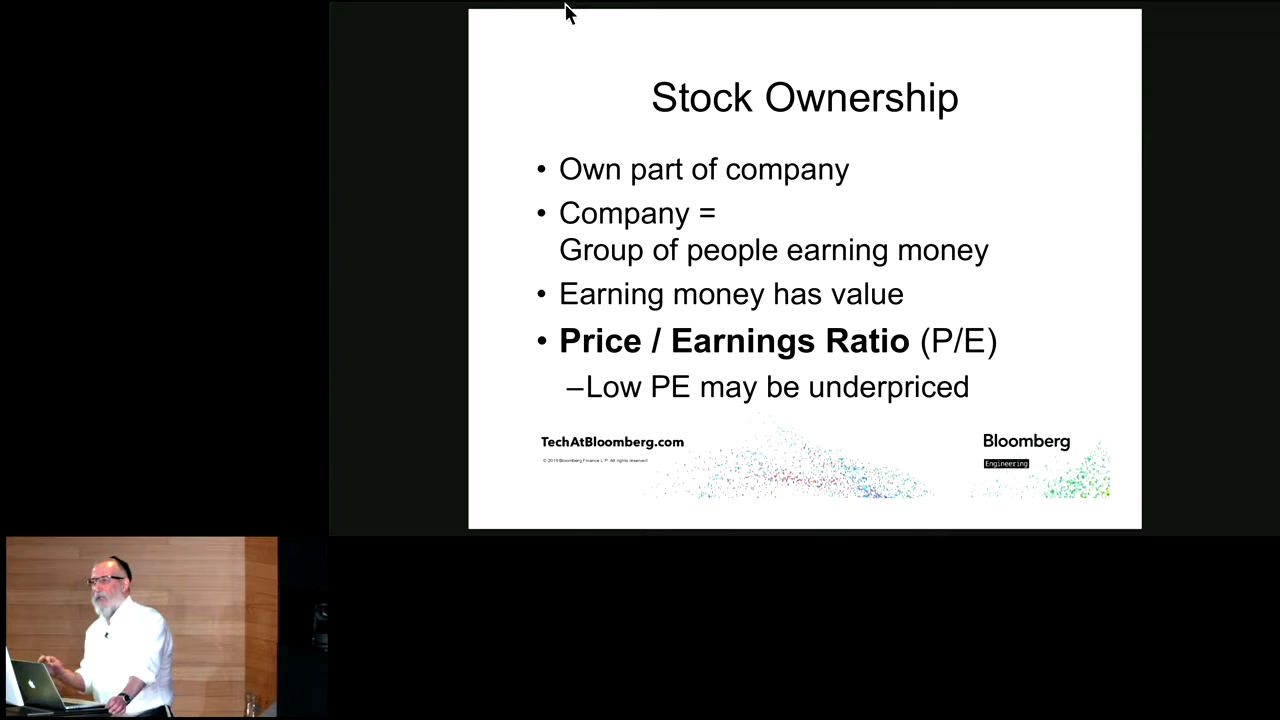 Stock Ownership
• Own part of company
• Company =
Group of people earning money
• Earning money has value
• Price / Earnings Ratio (P/E)
–Low PE may be underpriced
TechAtBloomberg.com
© 2019 Bloomberg Finance L.P. All rights reserved.
Bloomberg
Engineering